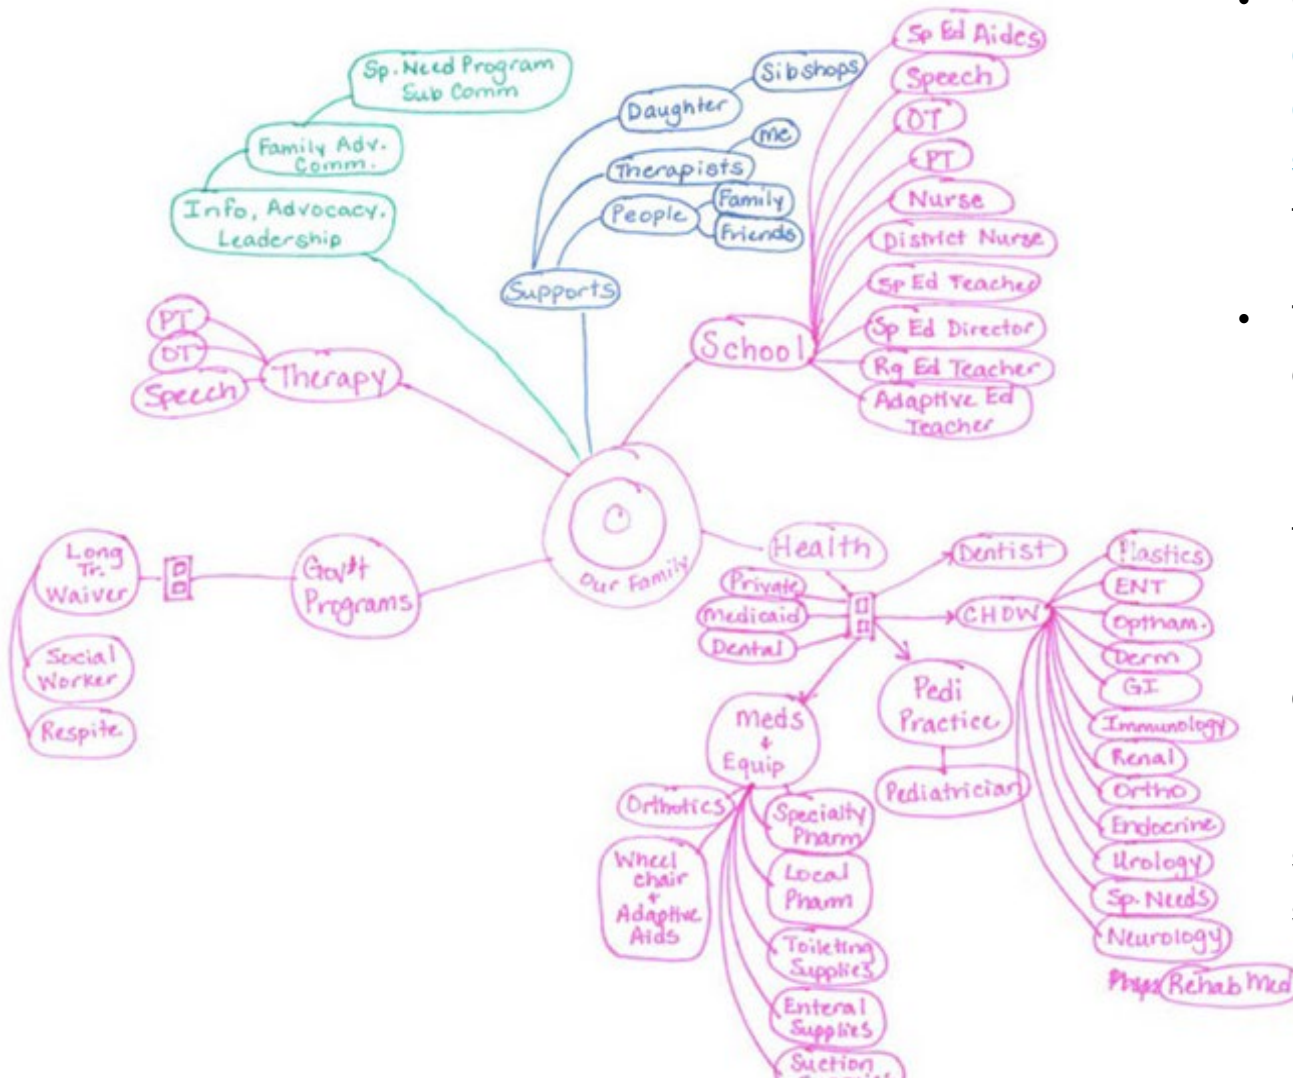 Sp. Need Program
Sub Comm
Family Adv.
Comm.
Info, Advocacy.
Leadership
Sibshops
Daughter
me
Therapists
People
Family
Friends
Supports
Sp Ed Aides
Speech
OT
PT
Nurse
District Nurse
Sp Ed Teacher
Sp Ed Director
Rg Ed Teacher
Adaptive Ed
Teacher
School
PT
OT
Speech
Therapy
Our Family
Long
Tr.
Waiver
Gov't
Programs
Social
Worker
Respite
Health
Private
Medicaid
Dental
Dentist
CHOW
Plastics
ENT
Optham.
Derm
GI
Immunology
Renal
Ortho
Endocrine
Urology
Sp. Needs
Neurology
Rehab Med
Pedi
Practice
Pediatrician
Meds
+
Equip
Orthotics
Wheel
chair
+
Adaptive
Aids
Specialty
Pharm
Local
Pharm
Toileting
Supplies
Enteral
Supplies
Suction